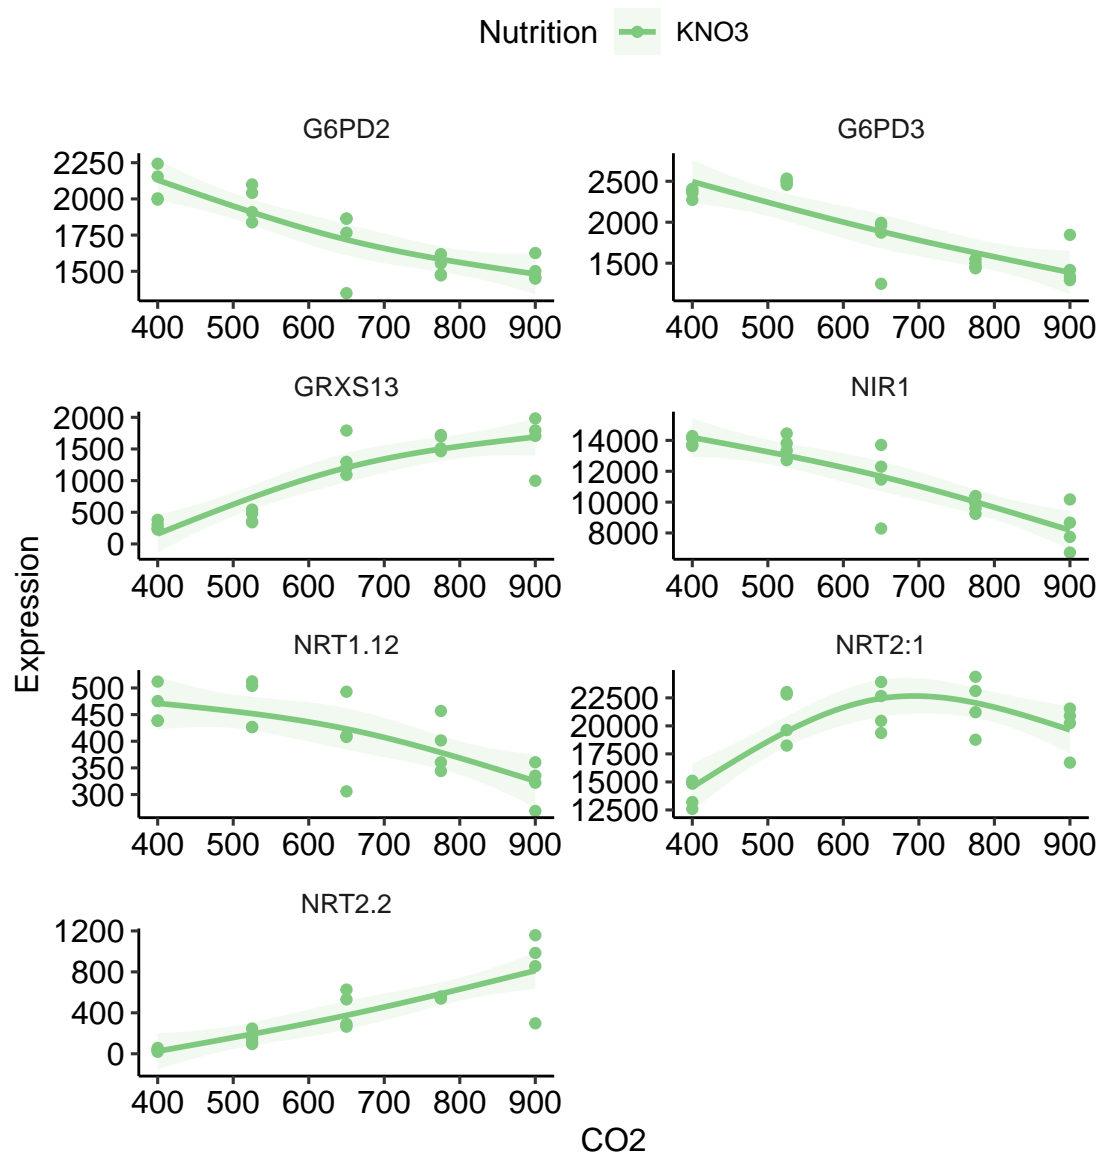 Nutrition KNO3
G6PD2 G6PD3
2250
2000
1750
1500
2500
2000
1500
400 500 600 700 800 900 400 500 600 700 800 900
GRXS13 NIR1
2000
1500
1000
500
0
14000
12000
10000
8000
400 500 600 700 800 900 400 500 600 700 800 900
Expression
NRT1.12 NRT2:1
500
450
400
350
300
22500
20000
17500
15000
12500
400 500 600 700 800 900 400 500 600 700 800 900
NRT2.2
1200
800
400
0
400 500 600 700 800 900
CO2